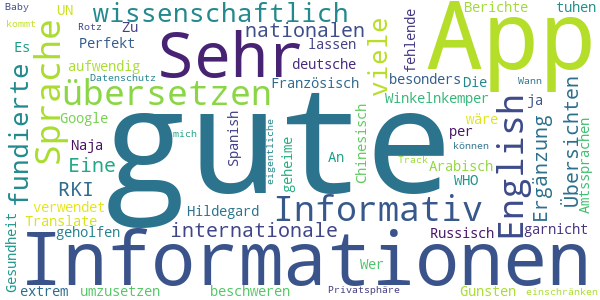 Baby
UN
wissenschaftlich
Berichte
tuhen
kommt
Rotz
Zu
nationalen
App
Es
Perfekt
Sehr
lassen
viele
fehlende
aufwendig
deutsche
Datenschutz
Französisch
besonders
Die
Wann
fundierte
Sprache
übersetzen
Winkelnkemper
ja
Google
gute
per
wäre
Übersichten
Amtssprachen
Naja
mich
Spanish
eigentliche
geheime
An
Chinesisch
können
English
Ergänzung
Eine
Track
Arabisch
RKI
WHO
verwendet
Hildegard
Informativ
Translate
geholfen
internationale
Russisch
garnicht
Gesundheit
Informationen
Wer
extrem
umzusetzen
beschweren
Privatsphäre
Gunsten
einschränken